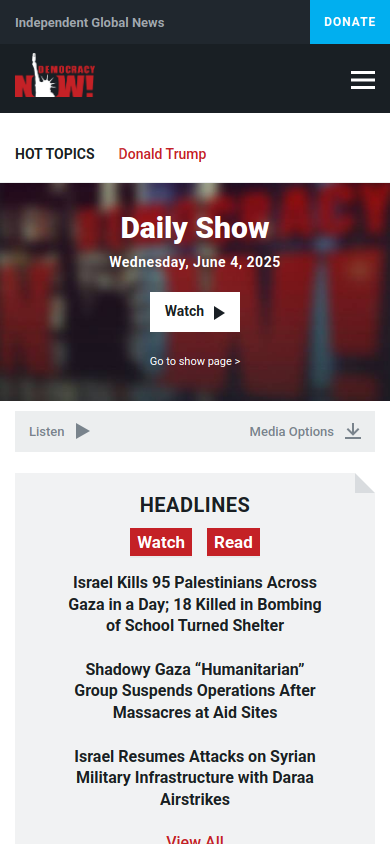 Independent Global News
DONATE
DEMOCRACY
NOW!
HOT TOPICS
Donald Trump
Daily Show
Wednesday, June 4, 2025
Watch
Go to show page >
Listen
Media Options
HEADLINES
Watch
Read
Israel Kills 95 Palestinians Across
Gaza in a Day; 18 Killed in Bombing
of School Turned Shelter
Shadowy Gaza “Humanitarian”
Group Suspends Operations After
Massacres at Aid Sites
Israel Resumes Attacks on Syrian
Military Infrastructure with Daraa
Airstrikes
View All